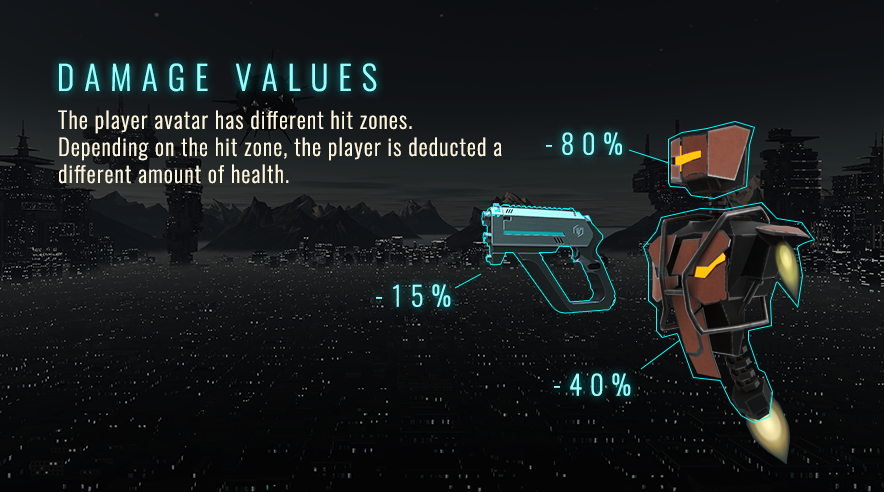 DAMAGE VALUES
The player avatar has different hit zones.
Depending on the hit zone, the player is deducted a
different amount of health.
-80%
-15%
-40%